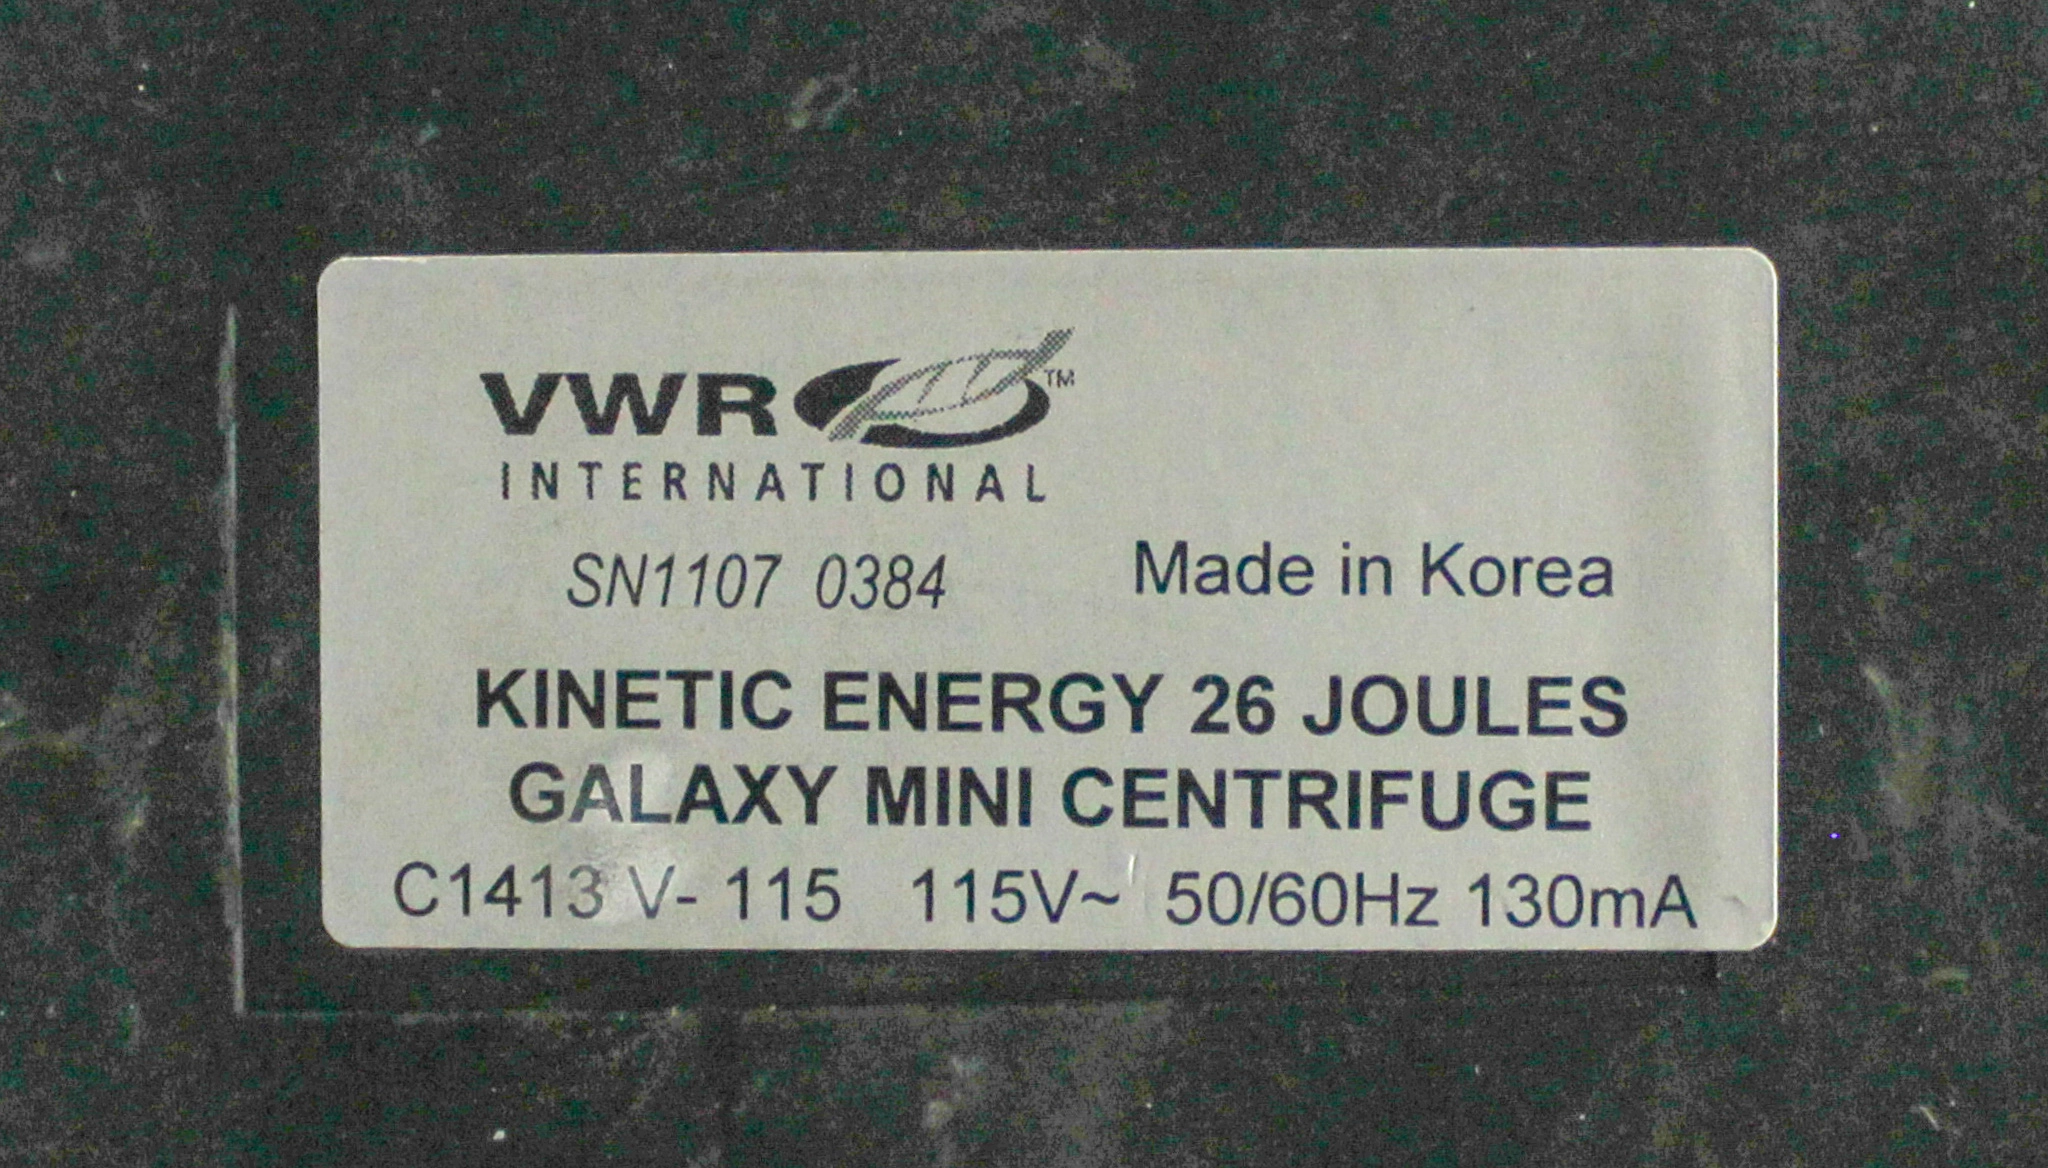 VWR™
INTERNATIONAL
SN1107 0384 Made in Korea
KINETIC ENERGY 26 JOULES
GALAXY MINI CENTRIFUGE
C1413 V- 115 115V~ 50/60Hz 130mA